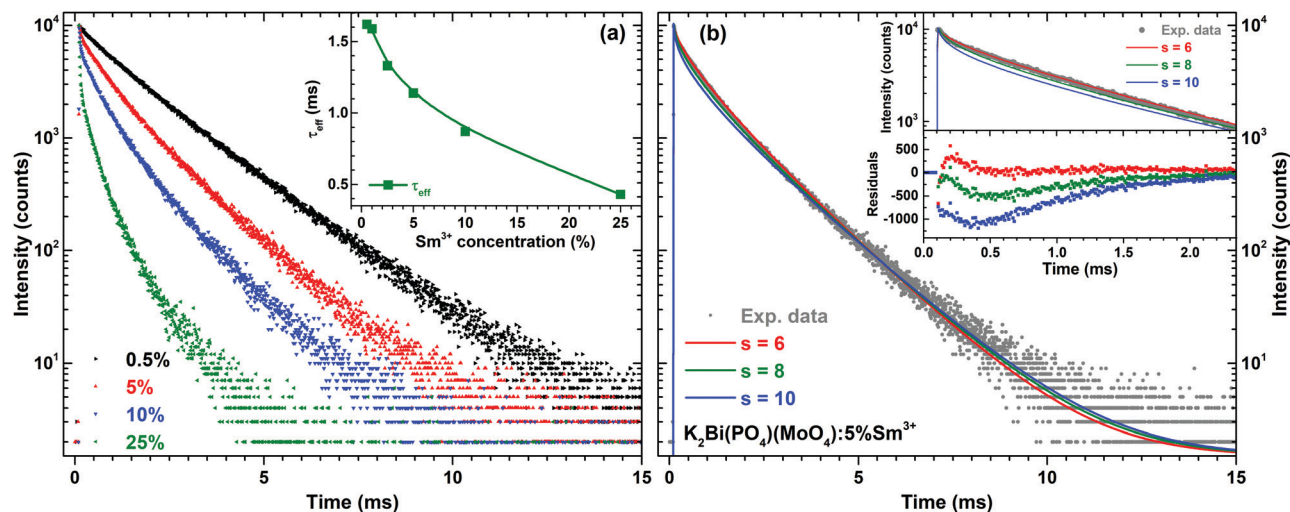 (a)
Intensity (counts)
10⁴
10³
10²
10¹
0
5
10
15
Time (ms)
0.5%
5%
10%
25%
τeff (ms)
1.5
1.0
0.5
0
5
10
15
20
25
Sm³⁺ concentration (%)
τeff
(b)
Exp. data
s = 6
s = 8
s = 10
K₂Bi(PO₄)(MoO₄):5%Sm³⁺
0
5
10
15
Time (ms)
10⁴
10³
10²
10¹
Intensity (counts)
Intensity (counts)
10⁴
10³
Exp. data
s = 6
s = 8
s = 10
Residuals
500
0
-500
-1000
0.0
0.5
1.0
1.5
2.0
Time (ms)